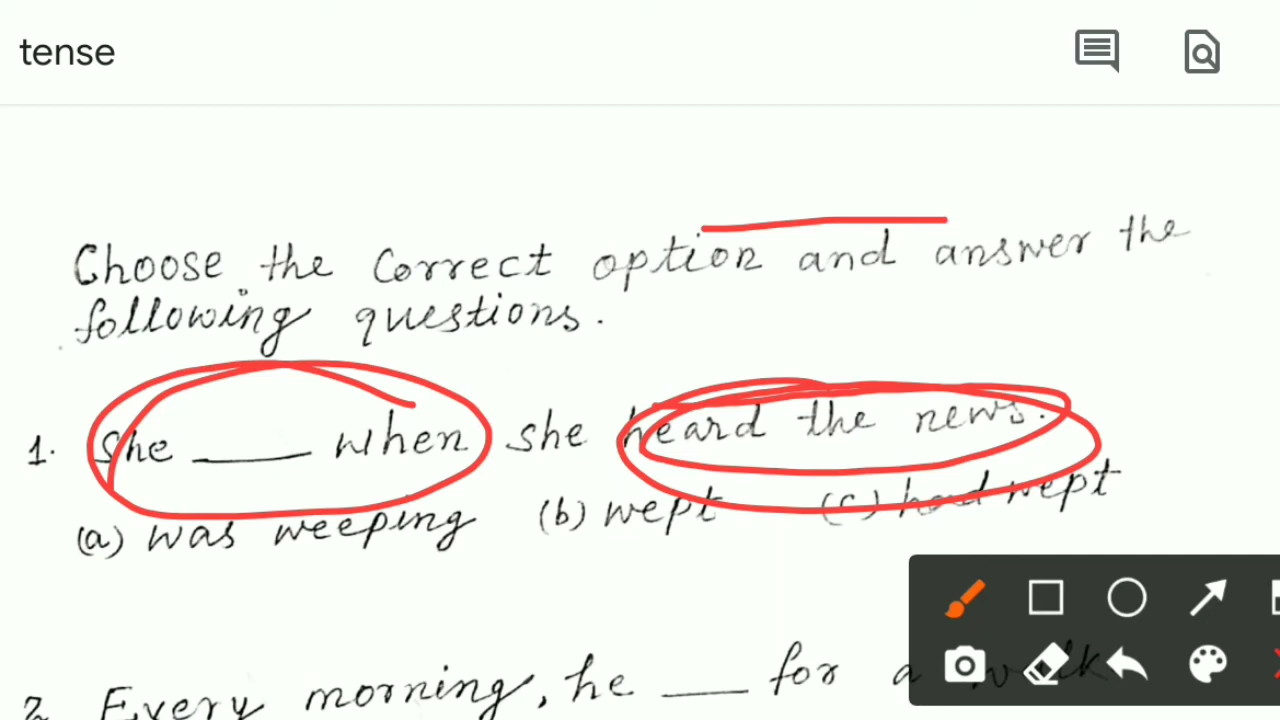 tense
Choose the correct option and answer the
following questions.
1. She ____ when she heard the news.
(a) was weeping (b) wept (c) had wept
2. Every morning, he ____ for a walk